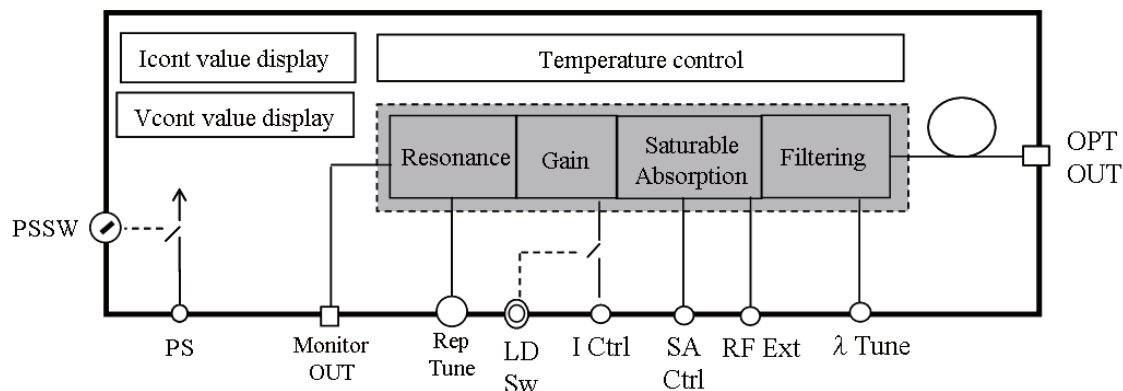 Icont value display
Temperature control
Vcont value display
Resonance
Gain
Saturable
Absorption
Filtering
OPT
OUT
PSSW
PS
Monitor
OUT
Rep
Tune
LD
Sw
I Ctrl
SA
Ctrl
RF Ext
λ Tune